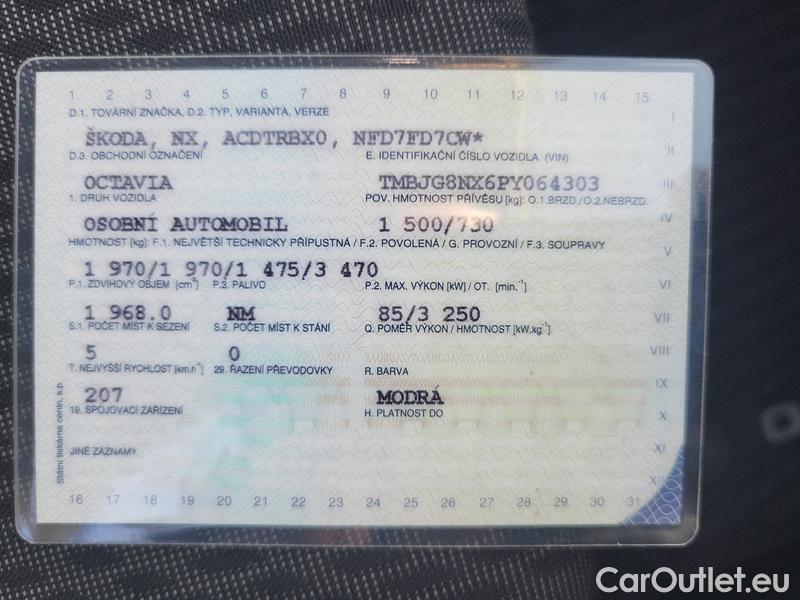 1 2 3 4 5 6 7 8 9 10 11 12 13 14 15
D.1. TOVÁRNÍ ZNAČKA, D.2. TYP, VARIANTA, VERZE
I
ŠKODA, NX, ACDTRBX0, NFD7FD7CW*
D.3. OBCHODNÍ OZNAČENÍ E. IDENTIFIKAČNÍ ČÍSLO VOZIDLA (VIN)
II
OCTAVIA TMBJG8NX6PY064303
III
1. DRUH VOZIDLA POV. HMOTNOST PŘÍVĚSU [kg]: O.1.BRZD./O.2.NEBRZD.
OSOBNÍ AUTOMOBIL 1 500/730
IV
HMOTNOST [kg]: F.1. NEJVĚTŠÍ TECHNICKY PŘÍPUSTNÁ / F.2. POVOLENÁ / G. PROVOZNÍ / F.3. SOUPRAVY
V
1 970/1 970/1 475/3 470
P.1. ZDVIHOVÝ OBJEM [cm³] P.3. PALIVO P.2. MAX. VÝKON [kW] / OT. [min.⁻¹]
VI
1 968.0 NM 85/3 250
VII
S.1. POČET MÍST K SEZENÍ S.2. POČET MÍST K STÁNÍ Q. POMĚR VÝKON / HMOTNOST [kW.kg⁻¹]
5 0
VIII
T. NEJVYŠŠÍ RYCHLOST [km.h⁻¹] 29. ŘAZENÍ PŘEVODOVKY R. BARVA
IX
207 MODRÁ
19. SPOJOVACÍ ZAŘÍZENÍ H. PLATNOST DO
X
JINÉ ZÁZNAMY
XI
XII
16 17 18 19 20 21 22 23 24 25 26 27 28 29 30 31
Státní tiskárna cenin, s.p.
CarOutlet.eu